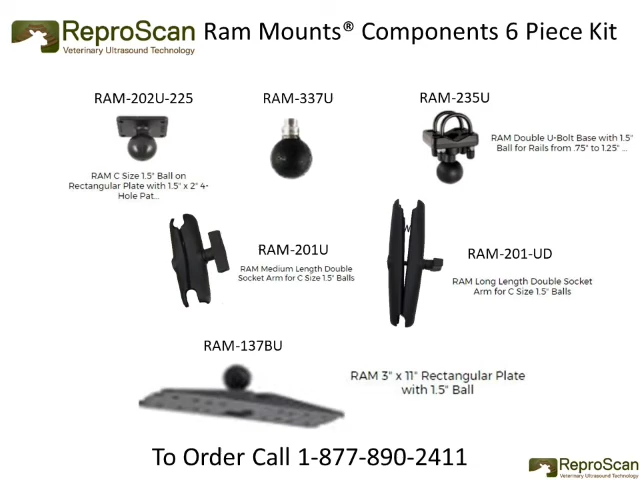 ReproScan
Veterinary Ultrasound Technology
Ram Mounts® Components 6 Piece Kit
RAM-202U-225
RAM C Size 1.5" Ball on
Rectangular Plate with 1.5" x 2" 4-
Hole Pat...
RAM-337U
RAM-235U
RAM Double U-Bolt Base with 1.5"
Ball for Rails from .75" to 1.25" ...
RAM-201U
RAM Medium Length Double
Socket Arm for C Size 1.5" Balls
RAM-201-UD
RAM Long Length Double Socket
Arm for C Size 1.5" Balls
RAM-137BU
RAM 3" x 11" Rectangular Plate
with 1.5" Ball
To Order Call 1-877-890-2411
ReproScan
Veterinary Ultrasound Technology